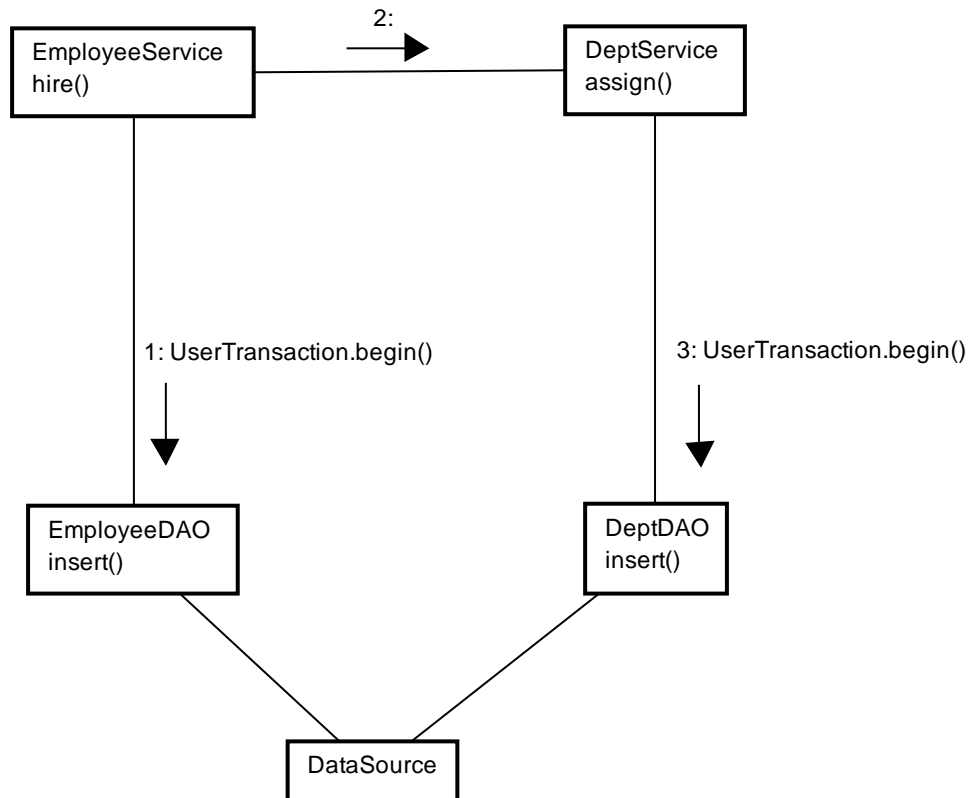 2:
EmployeeService
hire()
DeptService
assign()
1: UserTransaction.begin()
3: UserTransaction.begin()
EmployeeDAO
insert()
DeptDAO
insert()
DataSource